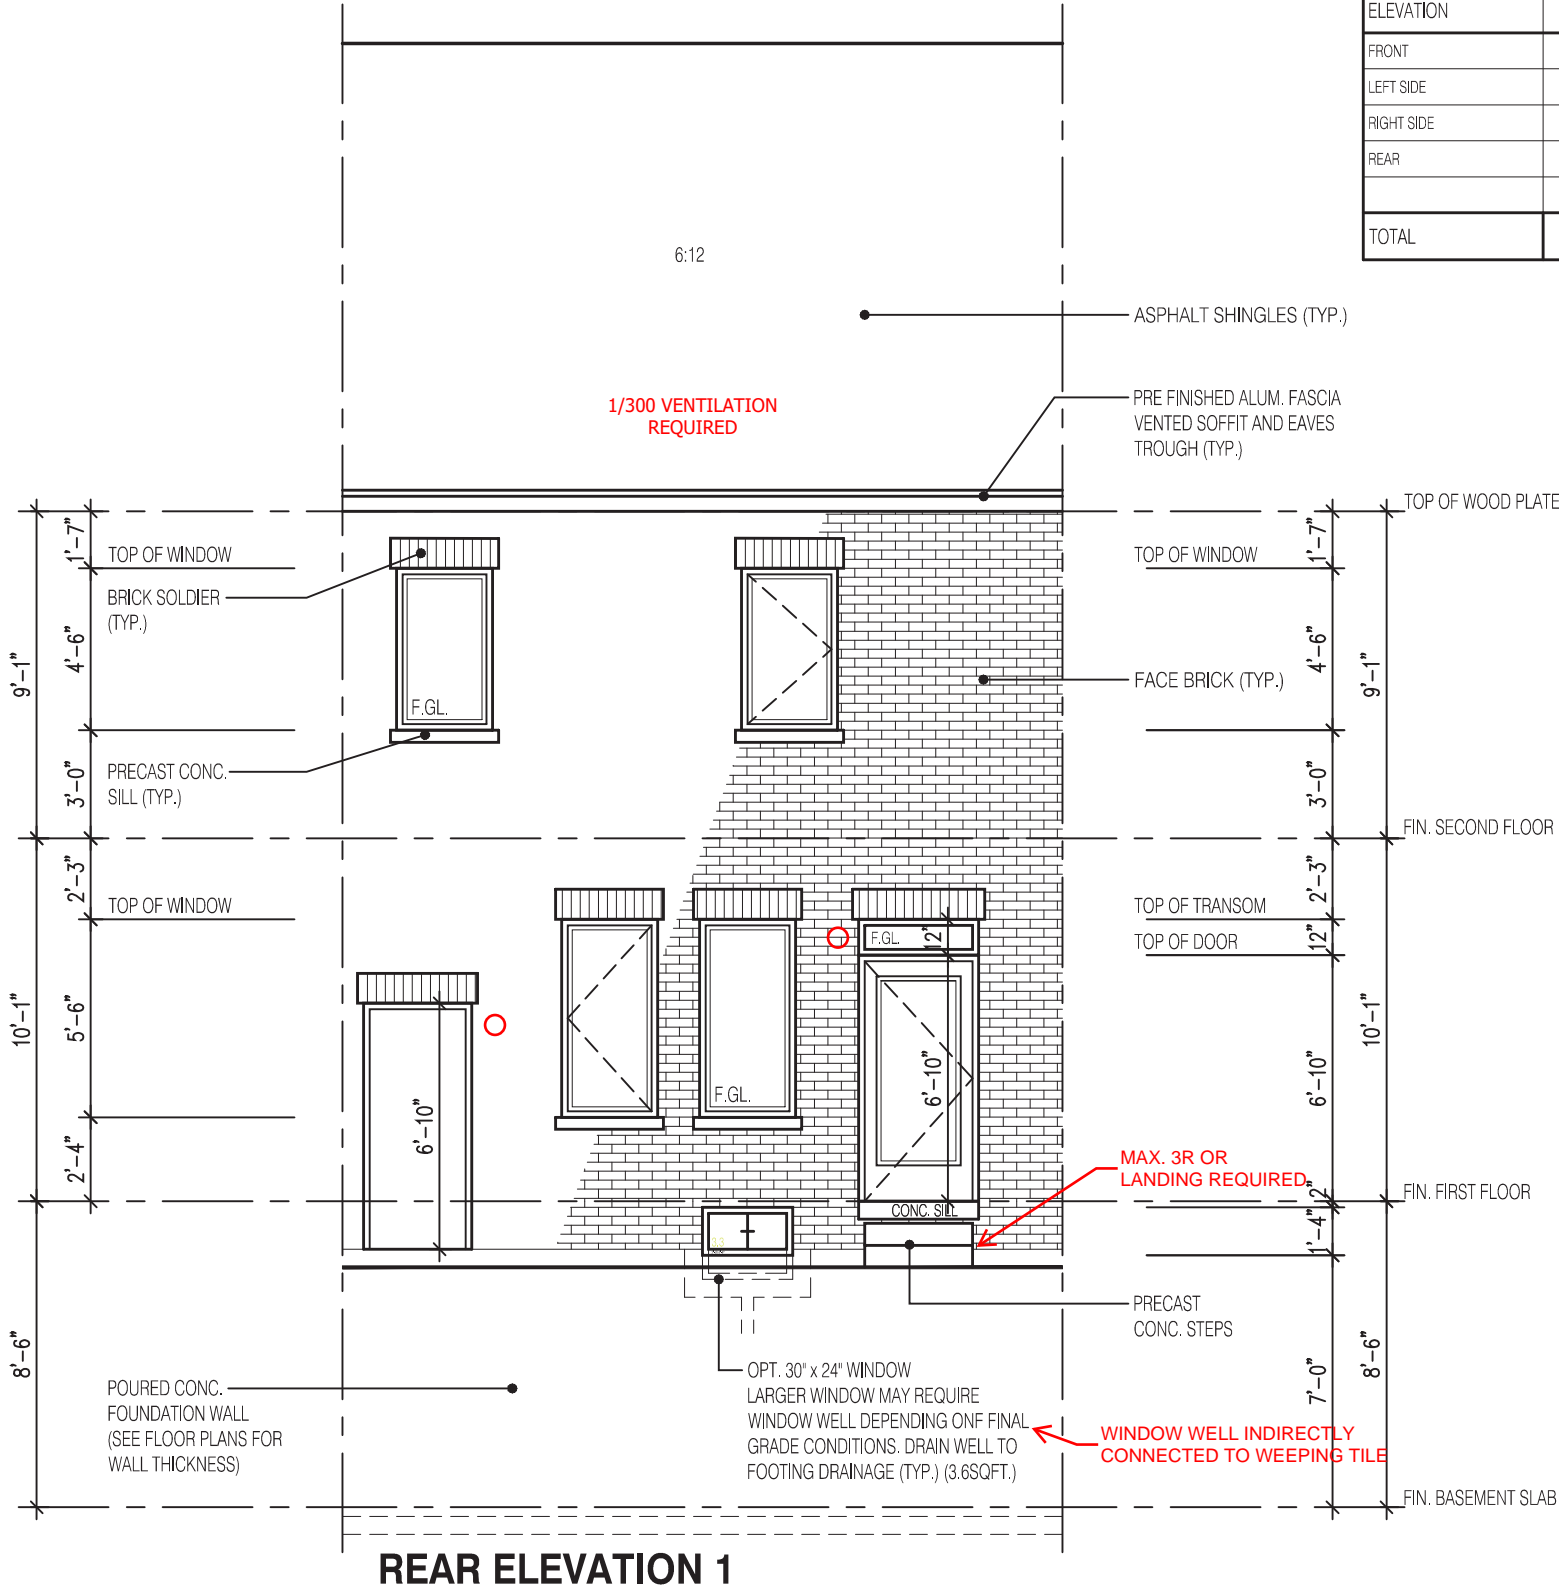 ELEVATION
FRONT
LEFT SIDE
RIGHT SIDE
REAR
TOTAL
6:12
ASPHALT SHINGLES (TYP.)
1/300 VENTILATION
REQUIRED
PRE FINISHED ALUM. FASCIA
VENTED SOFFIT AND EAVES
TROUGH (TYP.)
TOP OF WOOD PLATE
1'-7"
TOP OF WINDOW
BRICK SOLDIER
(TYP.)
4'-6"
9'-1"
F.GL.
PRECAST CONC.
SILL (TYP.)
3'-0"
TOP OF WINDOW
1'-7"
4'-6"
FACE BRICK (TYP.)
9'-1"
3'-0"
FIN. SECOND FLOOR
2'-3"
TOP OF WINDOW
10'-1"
5'-6"
2'-4"
6'-10"
F.GL.
F.GL.
12"
6'-10"
CONC. SILL
2'-3"
TOP OF TRANSOM
TOP OF DOOR
12"
10'-1"
6'-10"
MAX. 3R OR
LANDING REQUIRED
2"
FIN. FIRST FLOOR
1'-4"
3.3
PRECAST
CONC. STEPS
8'-6"
POURED CONC.
FOUNDATION WALL
(SEE FLOOR PLANS FOR
WALL THICKNESS)
OPT. 30" x 24" WINDOW
LARGER WINDOW MAY REQUIRE
WINDOW WELL DEPENDING ONF FINAL
GRADE CONDITIONS. DRAIN WELL TO
FOOTING DRAINAGE (TYP.) (3.6SQFT.)
WINDOW WELL INDIRECTLY
CONNECTED TO WEEPING TILE
7'-0"
8'-6"
FIN. BASEMENT SLAB
REAR ELEVATION 1